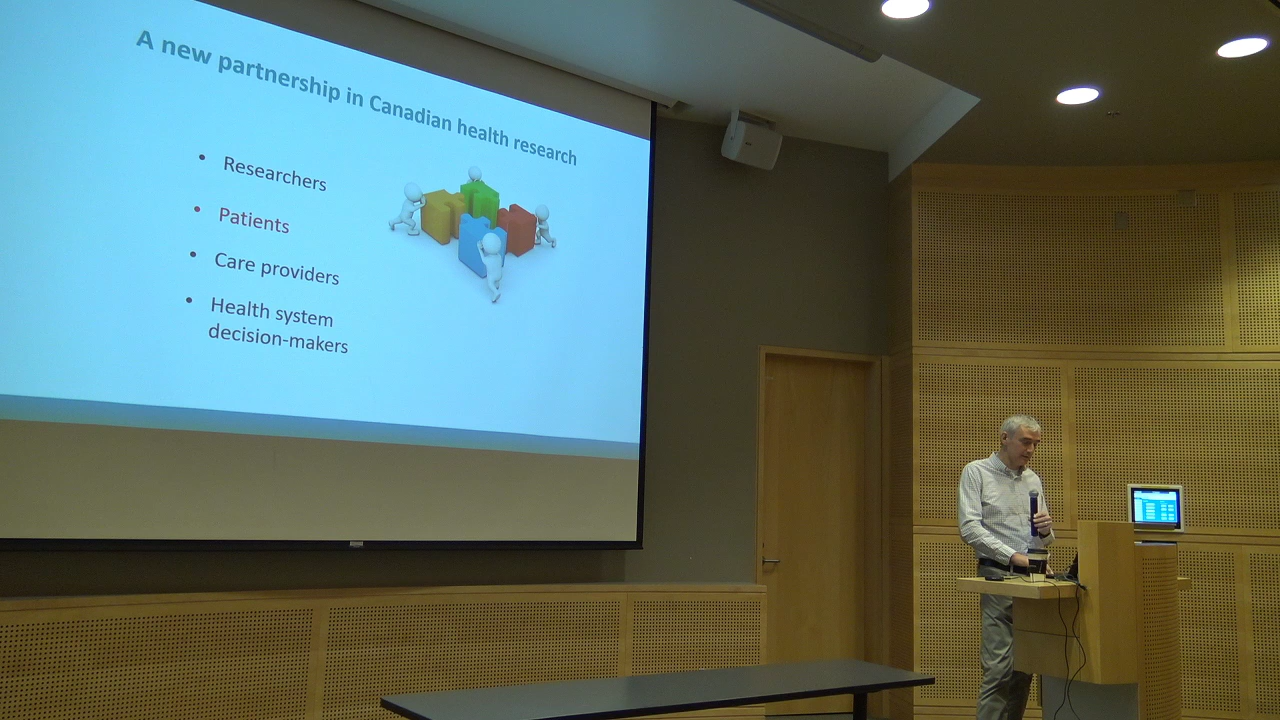 A new partnership in Canadian health research
• Researchers
• Patients
• Care providers
• Health system
decision-makers